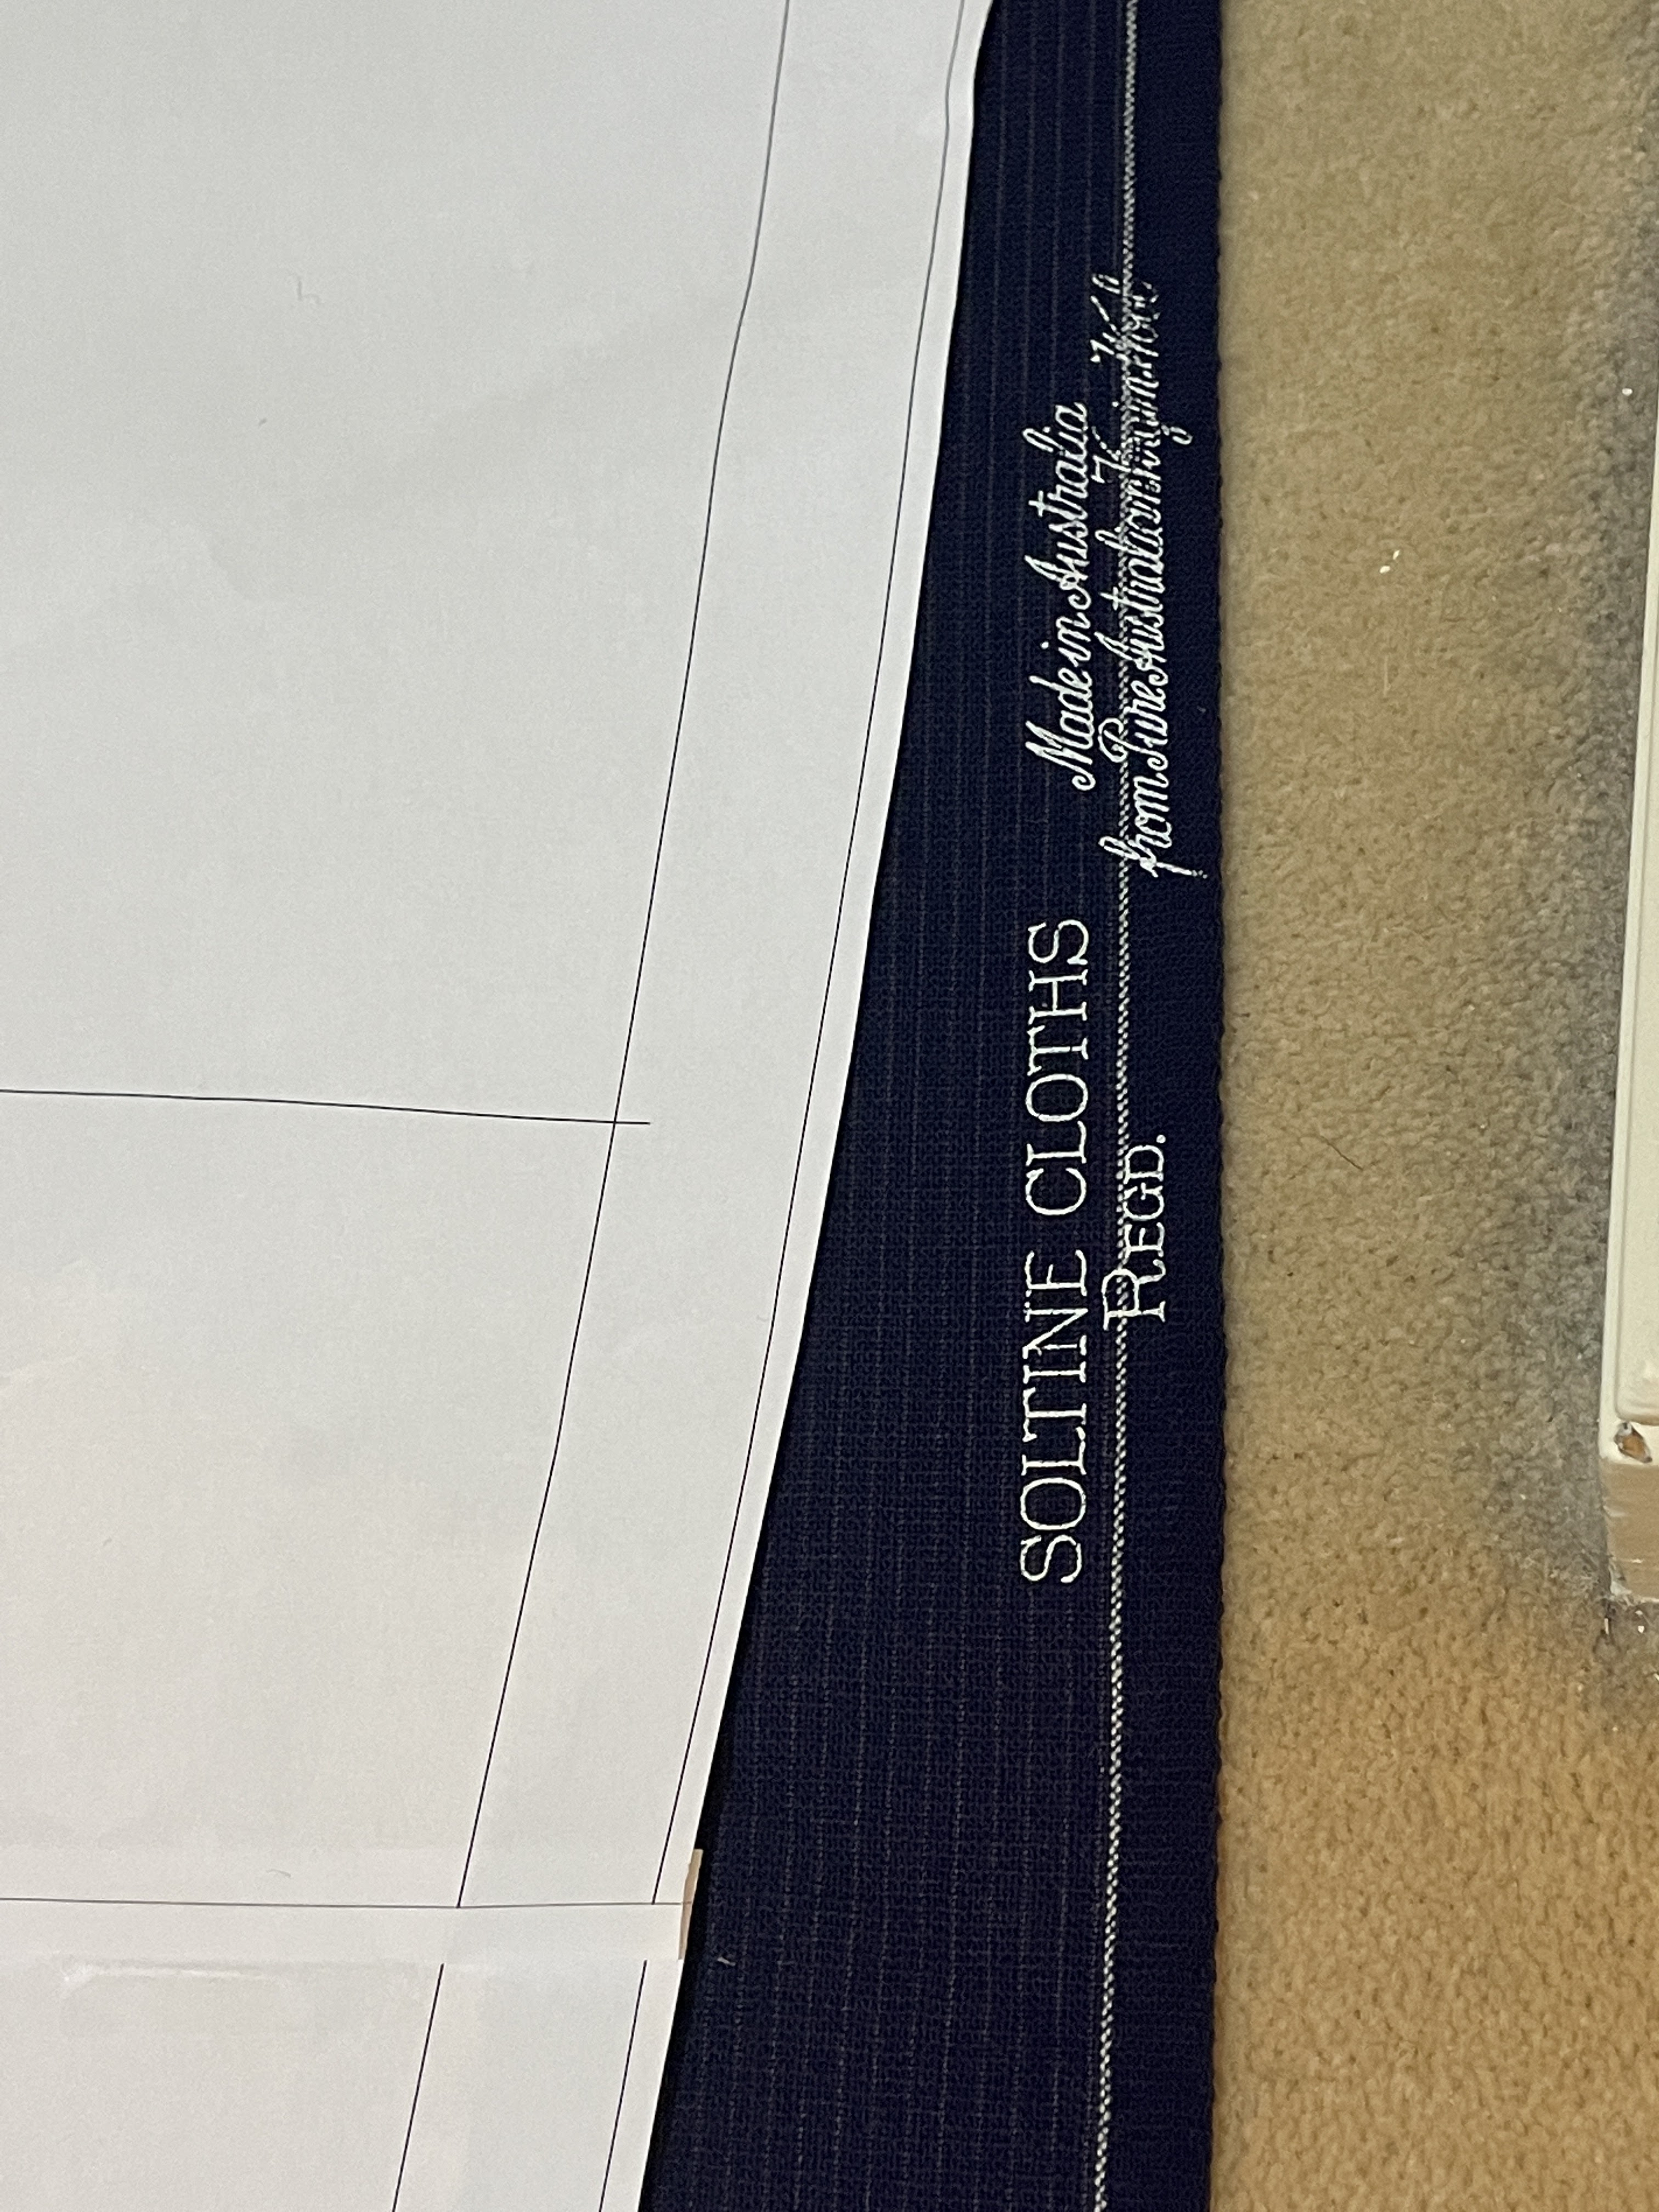 SOLTINE CLOTHS
REGD.
Made in Australia
from Pure Australian Virgin Wool